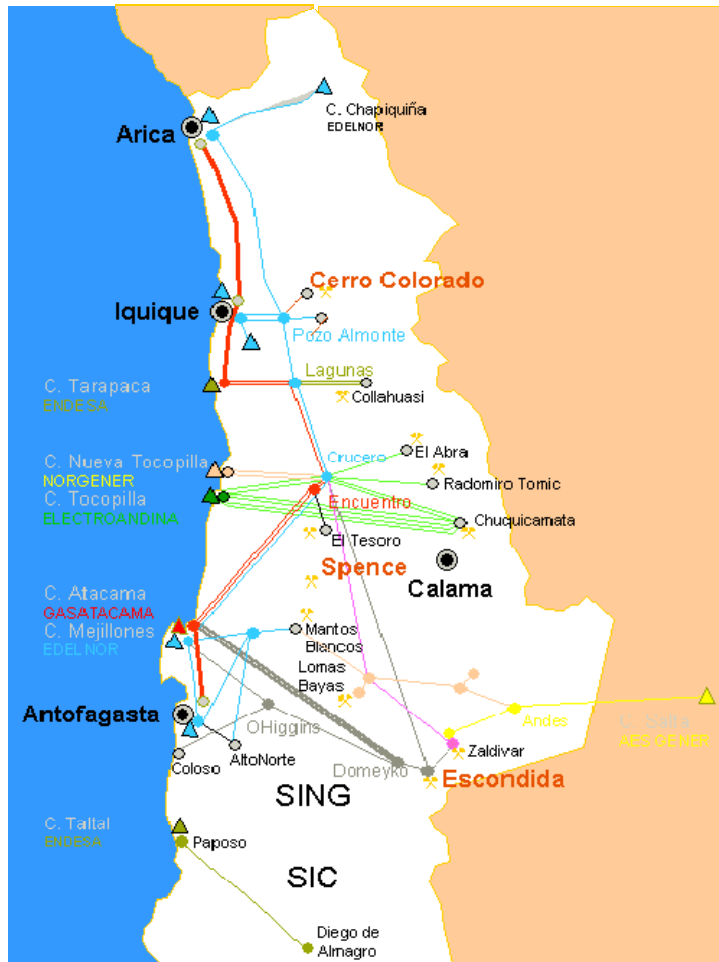 C. Chapiquiña
EDELNOR
Arica
Cerro Colorado
Iquique
Pozo Almonte
Lagunas
C. Tarapaca
ENDESA
Collahuasi
El Abra
C. Nueva Tocopilla
NORGENER
Crucero
Radomiro Tomic
C. Tocopilla
ELECTROANDINA
Encuentro
Chuquicamata
El Tesoro
Spence
Calama
C. Atacama
GASATACAMA
C. Mejillones
EDELNOR
Mantos
Blancos
Lomas
Bayas
Antofagasta
OHiggins
Andes
C. Salta
AES GENER
Zaldivar
AltoNorte
Coloso
Domeyko
Escondida
SING
C. Taltal
ENDESA
Paposo
SIC
Diego de
Almagro